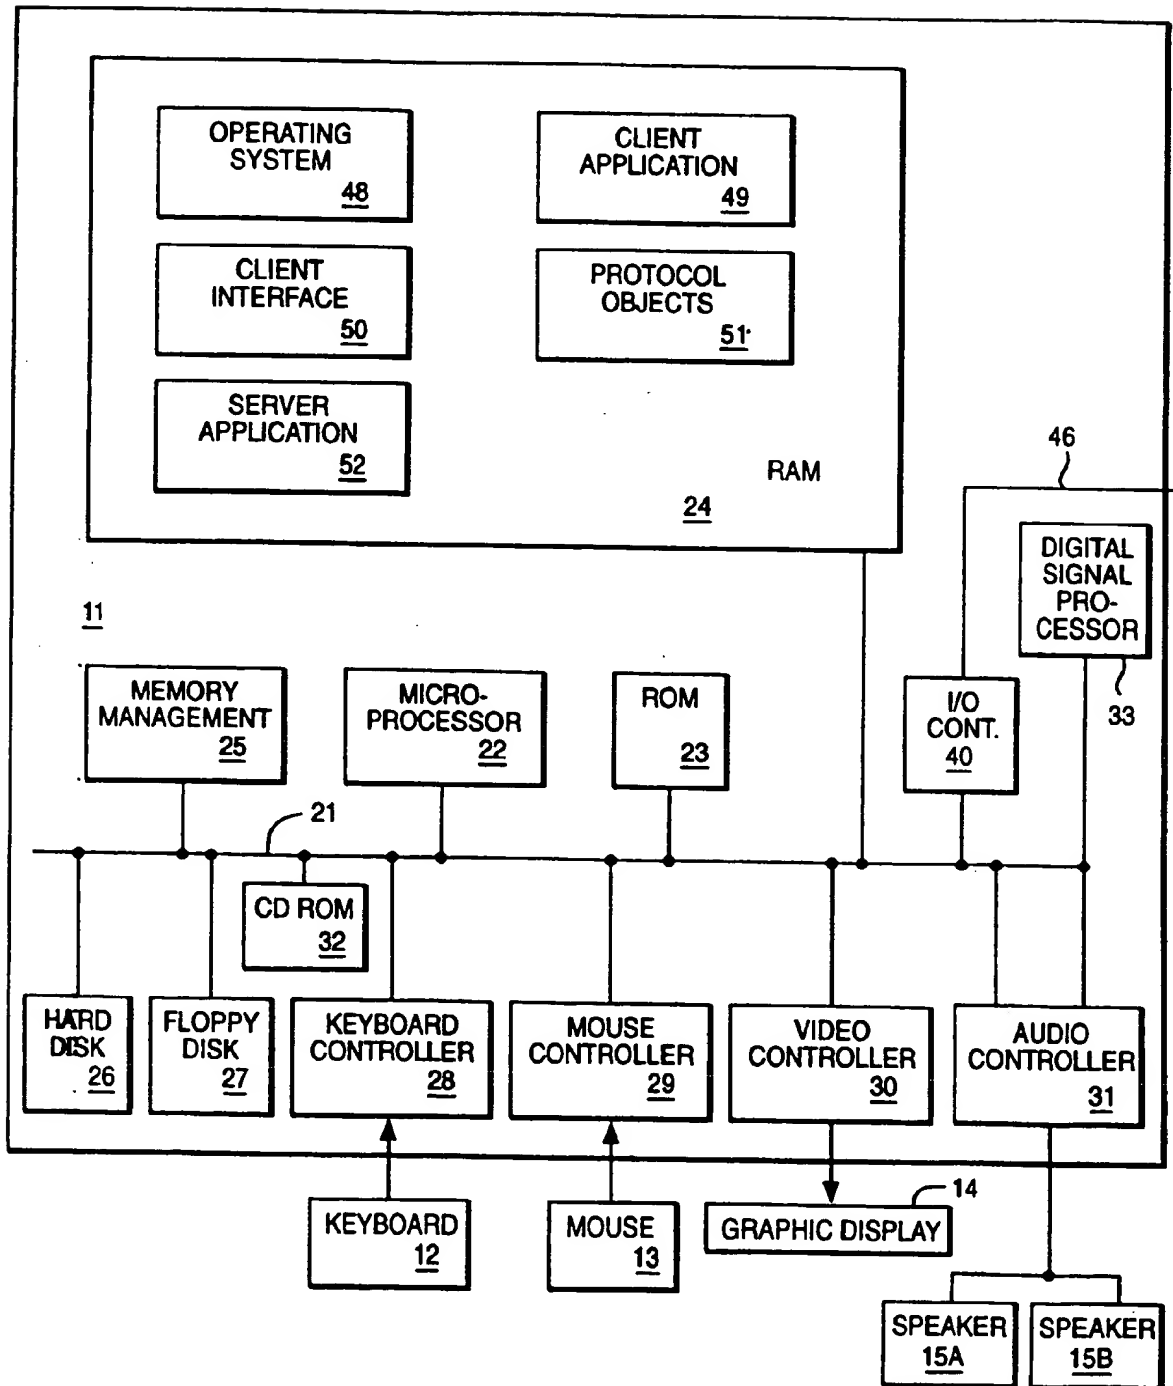 OPERATING
SYSTEM
48
CLIENT
APPLICATION
49
CLIENT
INTERFACE
50
PROTOCOL
OBJECTS
51
SERVER
APPLICATION
52
RAM
24
46
DIGITAL
SIGNAL
PRO-
CESSOR
33
11
MEMORY
MANAGEMENT
25
MICRO-
PROCESSOR
22
ROM
23
I/O
CONT.
40
21
CD ROM
32
HARD
DISK
26
FLOPPY
DISK
27
KEYBOARD
CONTROLLER
28
MOUSE
CONTROLLER
29
VIDEO
CONTROLLER
30
AUDIO
CONTROLLER
31
KEYBOARD
12
MOUSE
13
14
GRAPHIC DISPLAY
SPEAKER
15A
SPEAKER
15B